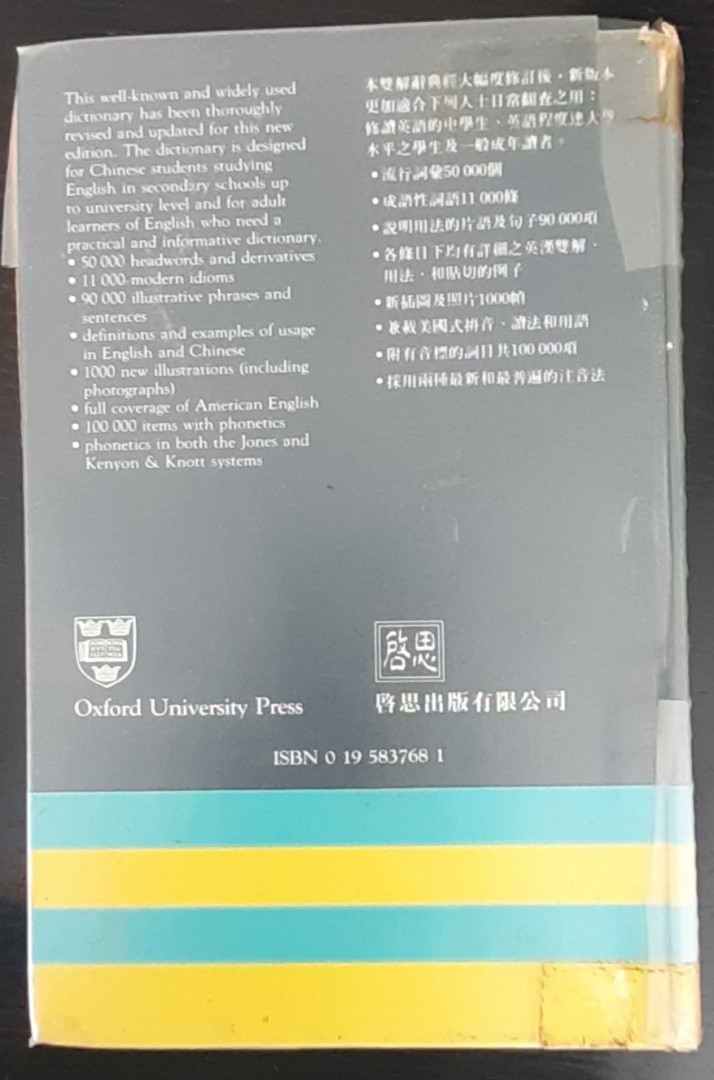 This well-known and widely used
dictionary has been thoroughly
revised and updated for this new
edition. The dictionary is designed
for Chinese students studying
English in secondary schools up
to university level and for adult
learners of English who need a
practical and informative dictionary.
• 50 000 headwords and derivatives
• 11 000 modern idioms
• 90 000 illustrative phrases and
sentences
• definitions and examples of usage
in English and Chinese
• 1000 new illustrations (including
photographs)
• full coverage of American English
• 100 000 items with phonetics
• phonetics in both the Jones and
Kenyon & Knott systems
本雙解辭典經大幅度修訂後，新版本
更加適合下列人士日常翻查之用：
修讀英語的中學生、英語程度達大學
水平之學生及一般成年讀者。
• 流行詞彙50 000個
• 成語性詞語11 000條
• 説明用法的片語及句子90 000項
• 各條目下均有詳細之英漢雙解、
用法、和貼切的例子
• 新插圖及照片1000幀
• 兼載美國式拼音、讀法和用語
• 附有音標的詞目共100 000項
• 採用兩種最新和最普遍的注音法
Oxford University Press
啓思
啓思出版有限公司
ISBN 0 19 583768 1